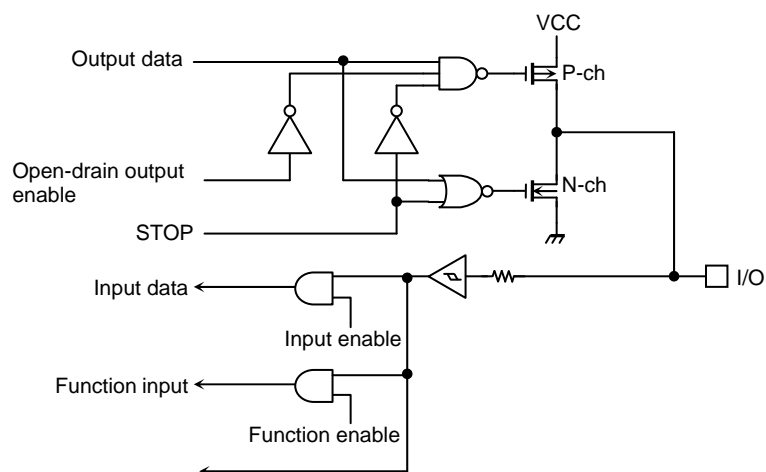 VCC
Output data
P-ch
Open-drain output
enable
N-ch
STOP
Input data
I/O
Input enable
Function input
Function enable